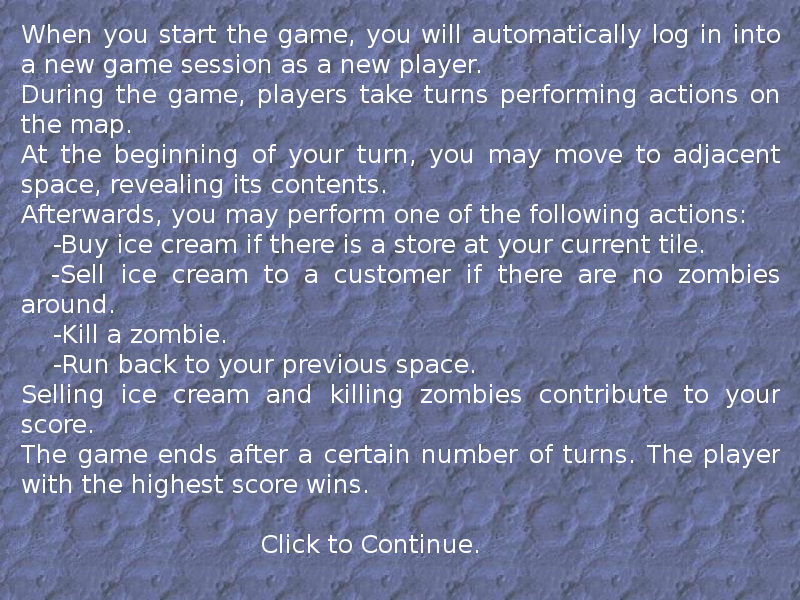 When you start the game, you will automatically log in into
a new game session as a new player.
During the game, players take turns performing actions on
the map.
At the beginning of your turn, you may move to adjacent
space, revealing its contents.
Afterwards, you may perform one of the following actions:
-Buy ice cream if there is a store at your current tile.
-Sell ice cream to a customer if there are no zombies
around.
-Kill a zombie.
-Run back to your previous space.
Selling ice cream and killing zombies contribute to your
score.
The game ends after a certain number of turns. The player
with the highest score wins.
Click to Continue.